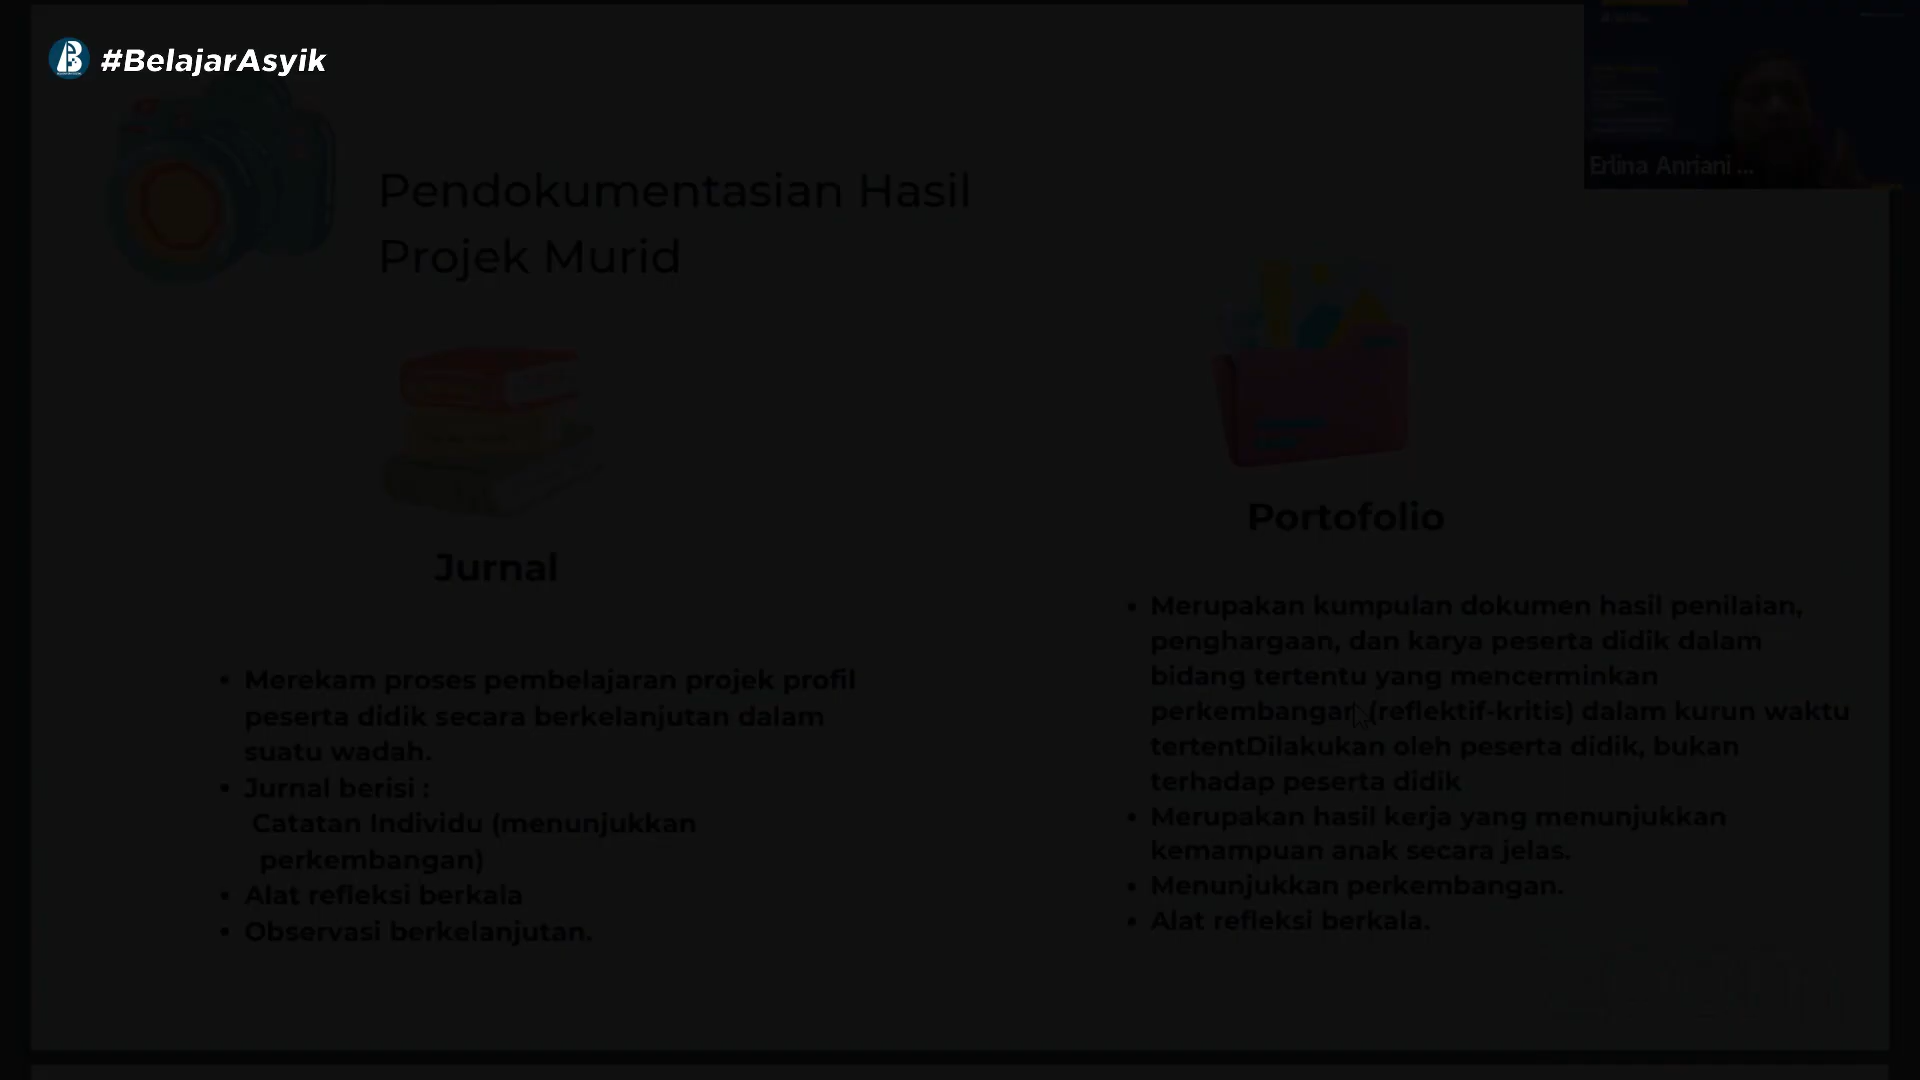 #BelajarAsyik
Erlina Anriani ...
Pendokumentasian Hasil
Projek Murid
Jurnal
• Merekam proses pembelajaran projek profil
peserta didik secara berkelanjutan dalam
suatu wadah.
• Jurnal berisi :
Catatan Individu (menunjukkan
perkembangan)
• Alat refleksi berkala
• Observasi berkelanjutan.
Portofolio
• Merupakan kumpulan dokumen hasil penilaian,
penghargaan, dan karya peserta didik dalam
bidang tertentu yang mencerminkan
perkembangan (reflektif-kritis) dalam kurun waktu
tertentDilakukan oleh peserta didik, bukan
terhadap peserta didik
• Merupakan hasil kerja yang menunjukkan
kemampuan anak secara jelas.
• Menunjukkan perkembangan.
• Alat refleksi berkala.